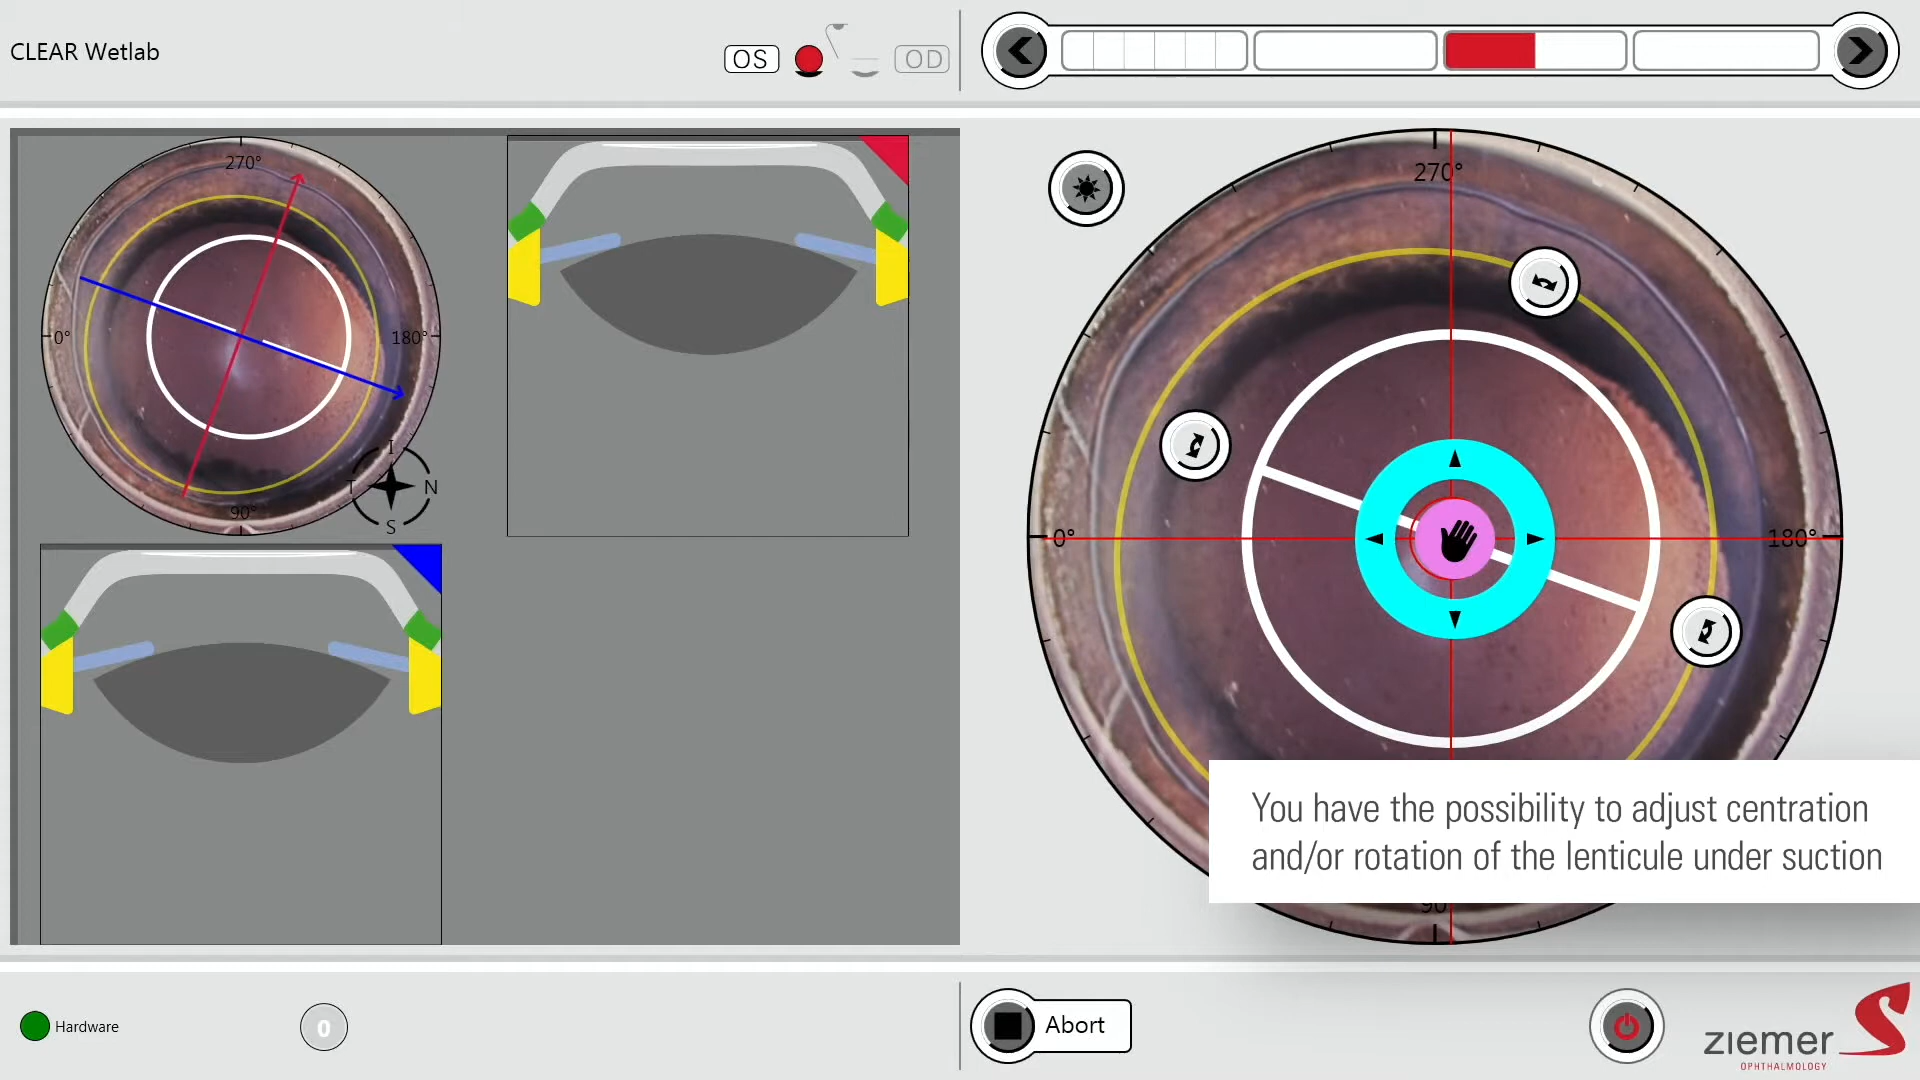 CLEAR Wetlab
OS
OD
270°
0°
180°
90°
I
T
N
S
270°
0°
180°
90
You have the possibility to adjust centration
and/or rotation of the lenticule under suction
Hardware
0
Abort
ziemer
OPHTHALMOLOGY